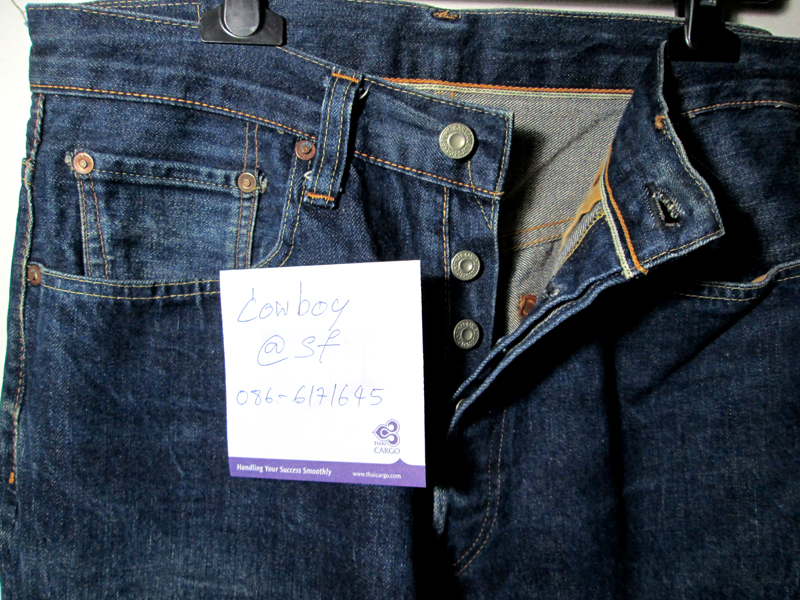 Cowboy
@ sf
086-6171645
THAI
CARGO
Handling Your Success Smoothly
www.thaicargo.com